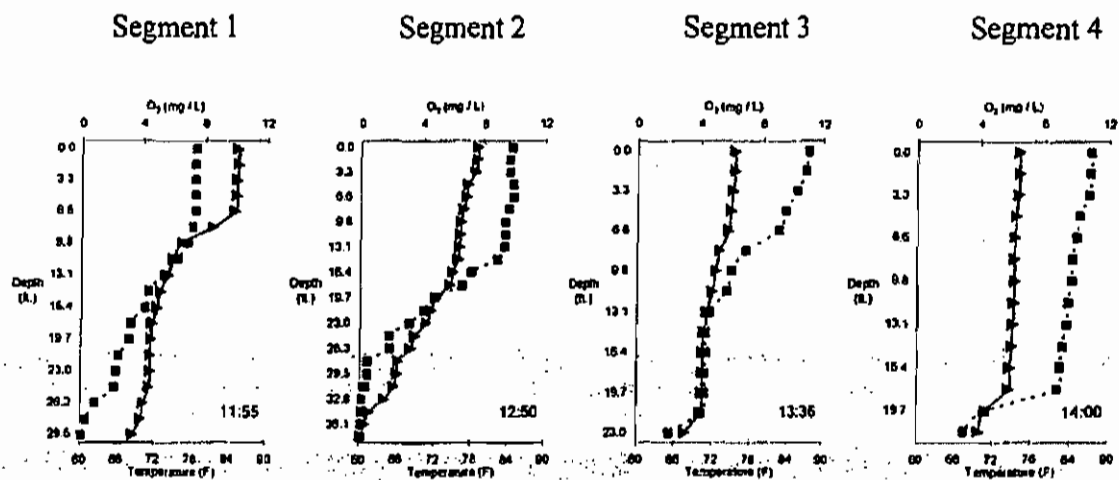 Segment 1 Segment 2 Segment 3 Segment 4
O₂ (mg / L) O₂ (mg / L) O₂ (mg / L) O₂ (mg / L)
0 4 8 12 0 4 8 12 0 4 8 12 0 4 8 12
0.0 0.0 0.0 0.0
3.3 3.3 3.3 3.3
6.6 6.6 6.6 6.6
9.8 9.8 9.8 9.8
13.1 13.1 13.1 13.1
Depth (ft.) Depth (ft.) Depth (ft.) Depth (ft.)
16.4 16.4 16.4 16.4
19.7 19.7 19.7 19.7
23.0 23.0 23.0
26.2 26.3
29.5 29.5
32.8
36.1
11:55 12:50 13:36 14:00
60 66 72 78 84 90 60 66 72 78 84 90 60 66 72 78 84 90 60 66 72 78 84 90
Temperature (F) Temperature (F) Temperature (F) Temperature (F)